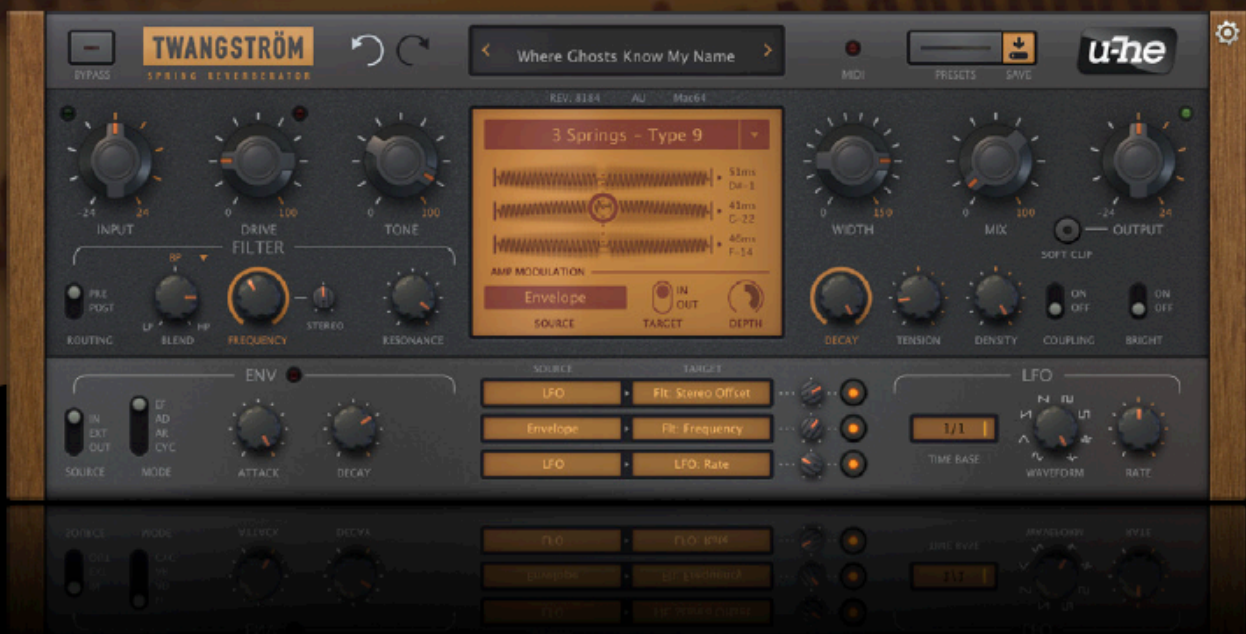 TWANGSTRÖM
SPRING REVERBERATOR
Where Ghosts Know My Name
u-he
BYPASS
MIDI
PRESETS
SAVE
REV: 8184 AU Mac64
3 Springs - Type 9
51ms
D#-1
41ms
C-22
46ms
F-14
-24 24
INPUT
0 100
DRIVE
0 100
TONE
0 150
WIDTH
0 100
MIX
-24 24
OUTPUT
SOFT CLIP
FILTER
PRE
POST
ROUTING
BP
LP HP
BLEND
FREQUENCY
STEREO
RESONANCE
AMP MODULATION
Envelope
SOURCE
IN
OUT
TARGET
DEPTH
DECAY
TENSION
DENSITY
ON
OFF
COUPLING
ON
OFF
BRIGHT
ENV
IN
EXT
OUT
SOURCE
EF
AD
AR
CYC
MODE
ATTACK
DECAY
SOURCE TARGET
LFO Flt: Stereo Offset
Envelope Flt: Frequency
LFO LFO: Rate
LFO
1/1
TIME BASE
WAVEFORM
RATE